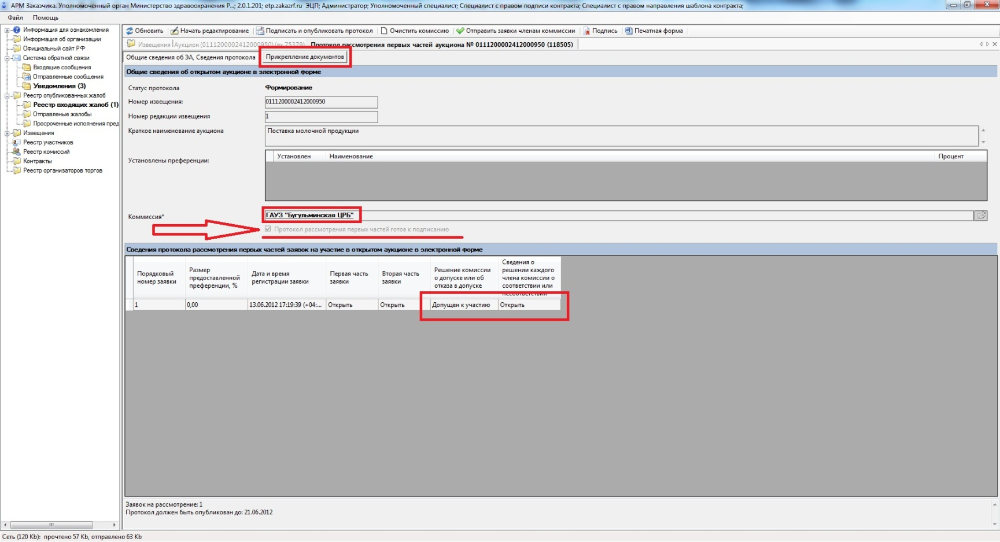 АРМ Заказчика. Уполномоченный орган Министерство здравоохранения Р...; 2.0.1.201; etp.zakazrf.ru ЭЦП; Администратор; Уполномоченный специалист; Специалист с правом подписи контракта; Специалист с правом направления шаблона контракта;
Файл Помощь
Информация для ознакомления
Информация об организации
Официальный сайт РФ
Система обратной связи
Входящие сообщения
Отправленные сообщения
Уведомления (3)
Реестр опубликованных жалоб
Реестр входящих жалоб (1)
Отправленые жалобы
Просроченные исполнения пред
Извещения
Реестр участников
Реестр комиссий
Контракты
Реестр организаторов торгов
Обновить Начать редактирование Подписать и опубликовать протокол Очистить комиссию Отправить заявки членам коммиссии Подпись Печатная форма
Извещения Аукцион (0111200002412000950) (вх.75379) Протокол рассмотрения первых частей аукциона № 0111200002412000950 (118505)
Общие сведения об ЭА, Сведения протокола Прикрепление документов
Общие сведения об открытом аукционе в электронной форме
Статус протокола Формирование
Номер извещения: 0111200002412000950
Номер редакции извещения 1
Краткое наименование аукциона Поставка молочной продукции
Установлены преференции: Установлен Наименование Процент
Коммиссия* ГАУЗ "Бугульминская ЦРБ"
Протокол рассмотрения первых частей готов к подписанию
Сведения протокола рассмотрения первых частей заявок на участие в открытом аукционе в электронной форме
Порядковый номер заявки
Размер предоставленной преференции, %
Дата и время регистрации заявки
Первая часть заявки
Вторая часть заявки
Решение комиссии о допуске или об отказа в допуске
Сведения о решении каждого члена комиссии о соответствии или несоответствии
1 0,00 13.06.2012 17:19:39 (+04:... Открыть Открыть Допущен к участию Открыть
Заявок на рассмотрение: 1
Протокол должен быть опубликован до: 21.06.2012
Сеть (120 Kb): прочтено 57 Kb, отправлено 63 Kb